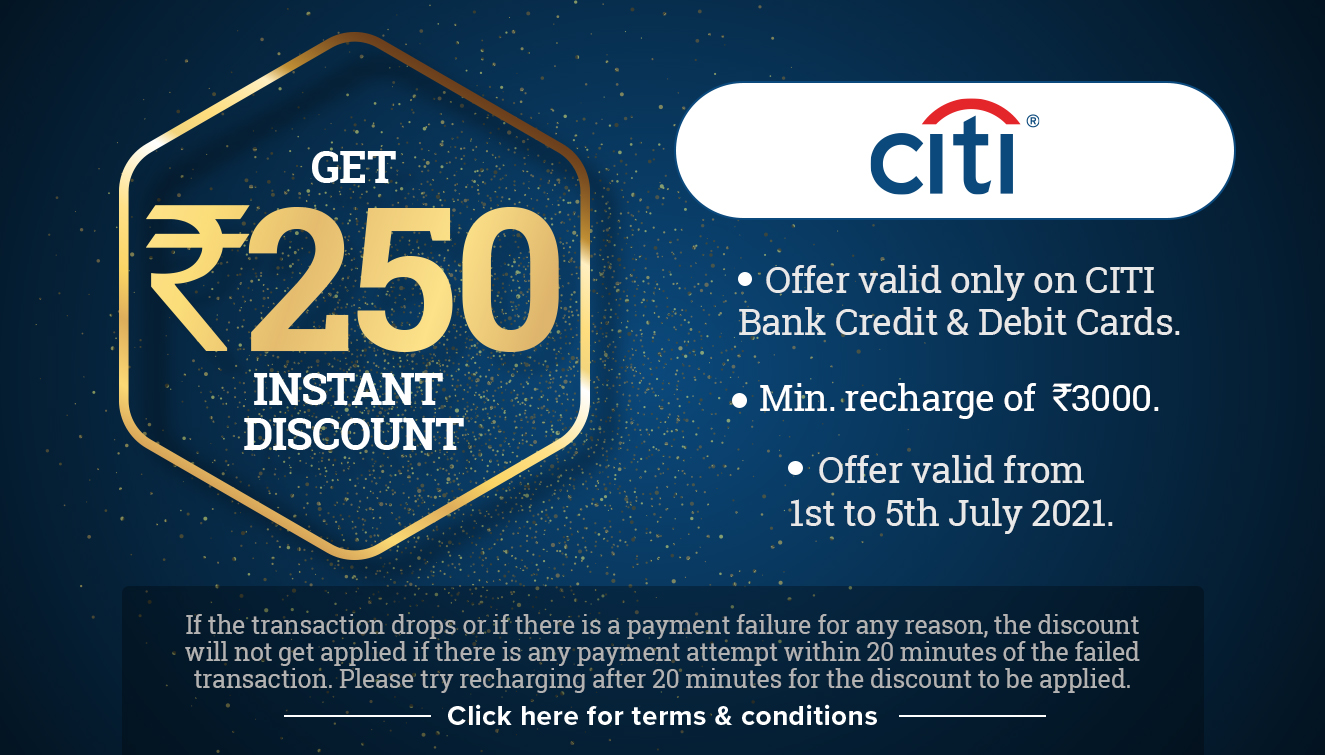 GET
₹250
INSTANT
DISCOUNT
citi®
• Offer valid only on CITI
Bank Credit & Debit Cards.
• Min. recharge of ₹3000.
• Offer valid from
1st to 5th July 2021.
If the transaction drops or if there is a payment failure for any reason, the discount
will not get applied if there is any payment attempt within 20 minutes of the failed
transaction. Please try recharging after 20 minutes for the discount to be applied.
Click here for terms & conditions